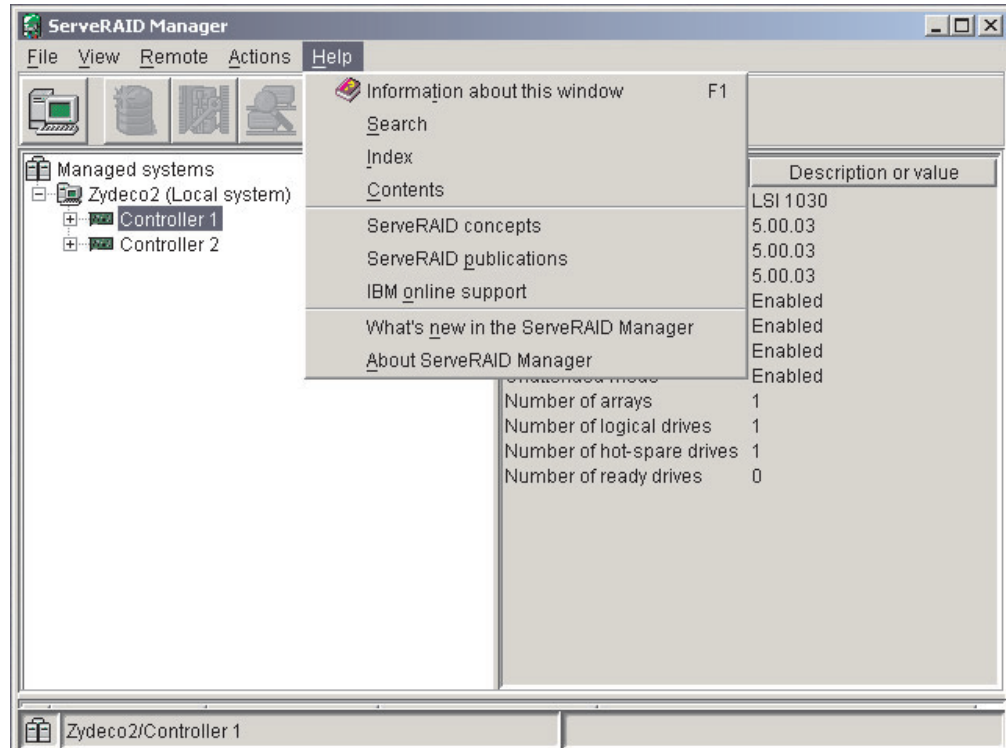 ServeRAID Manager
File View Remote Actions Help
Information about this window F1
Search
Index
Contents
ServeRAID concepts
ServeRAID publications
IBM online support
What's new in the ServeRAID Manager
About ServeRAID Manager
Managed systems
Zydeco2 (Local system)
Controller 1
Controller 2
Description or value
LSI 1030
5.00.03
5.00.03
5.00.03
Enabled
Enabled
Enabled
Enabled
Number of arrays 1
Number of logical drives 1
Number of hot-spare drives 1
Number of ready drives 0
Zydeco2/Controller 1